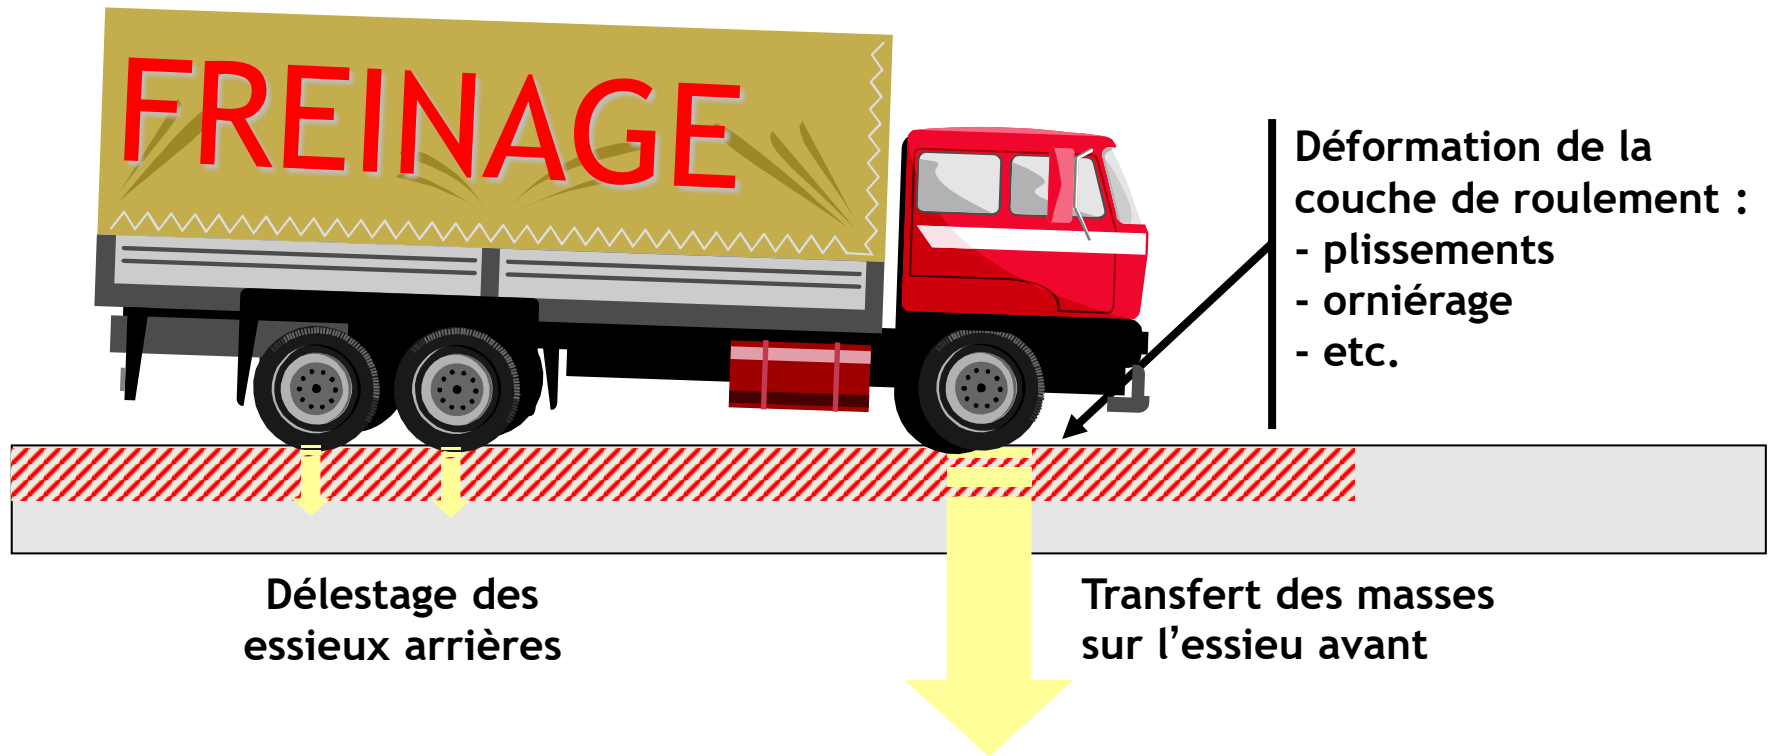 FREINAGE
Déformation de la
couche de roulement :
- plissements
- orniérage
- etc.
Délestage des
essieux arrières
Transfert des masses
sur l’essieu avant